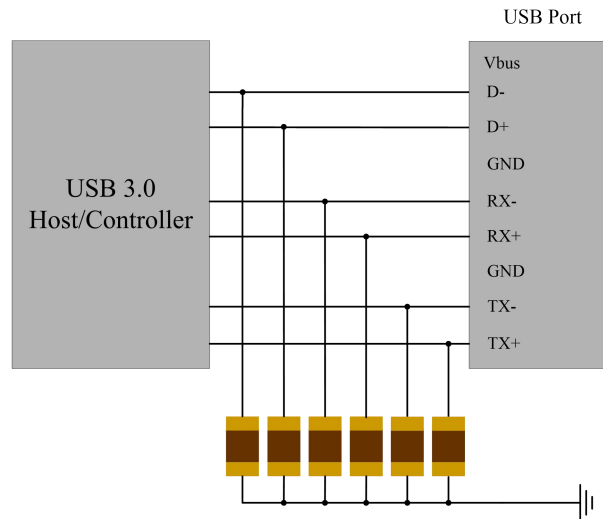 USB Port
USB 3.0
Host/Controller
Vbus
D-
D+
GND
RX-
RX+
GND
TX-
TX+